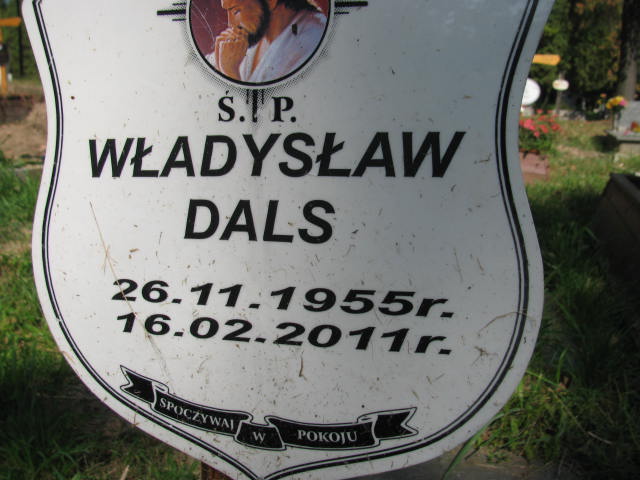 Ś. P.
WŁADYSŁAW
DALS
26.11.1955r.
16.02.2011r.
SPOCZYWAJ W POKOJU